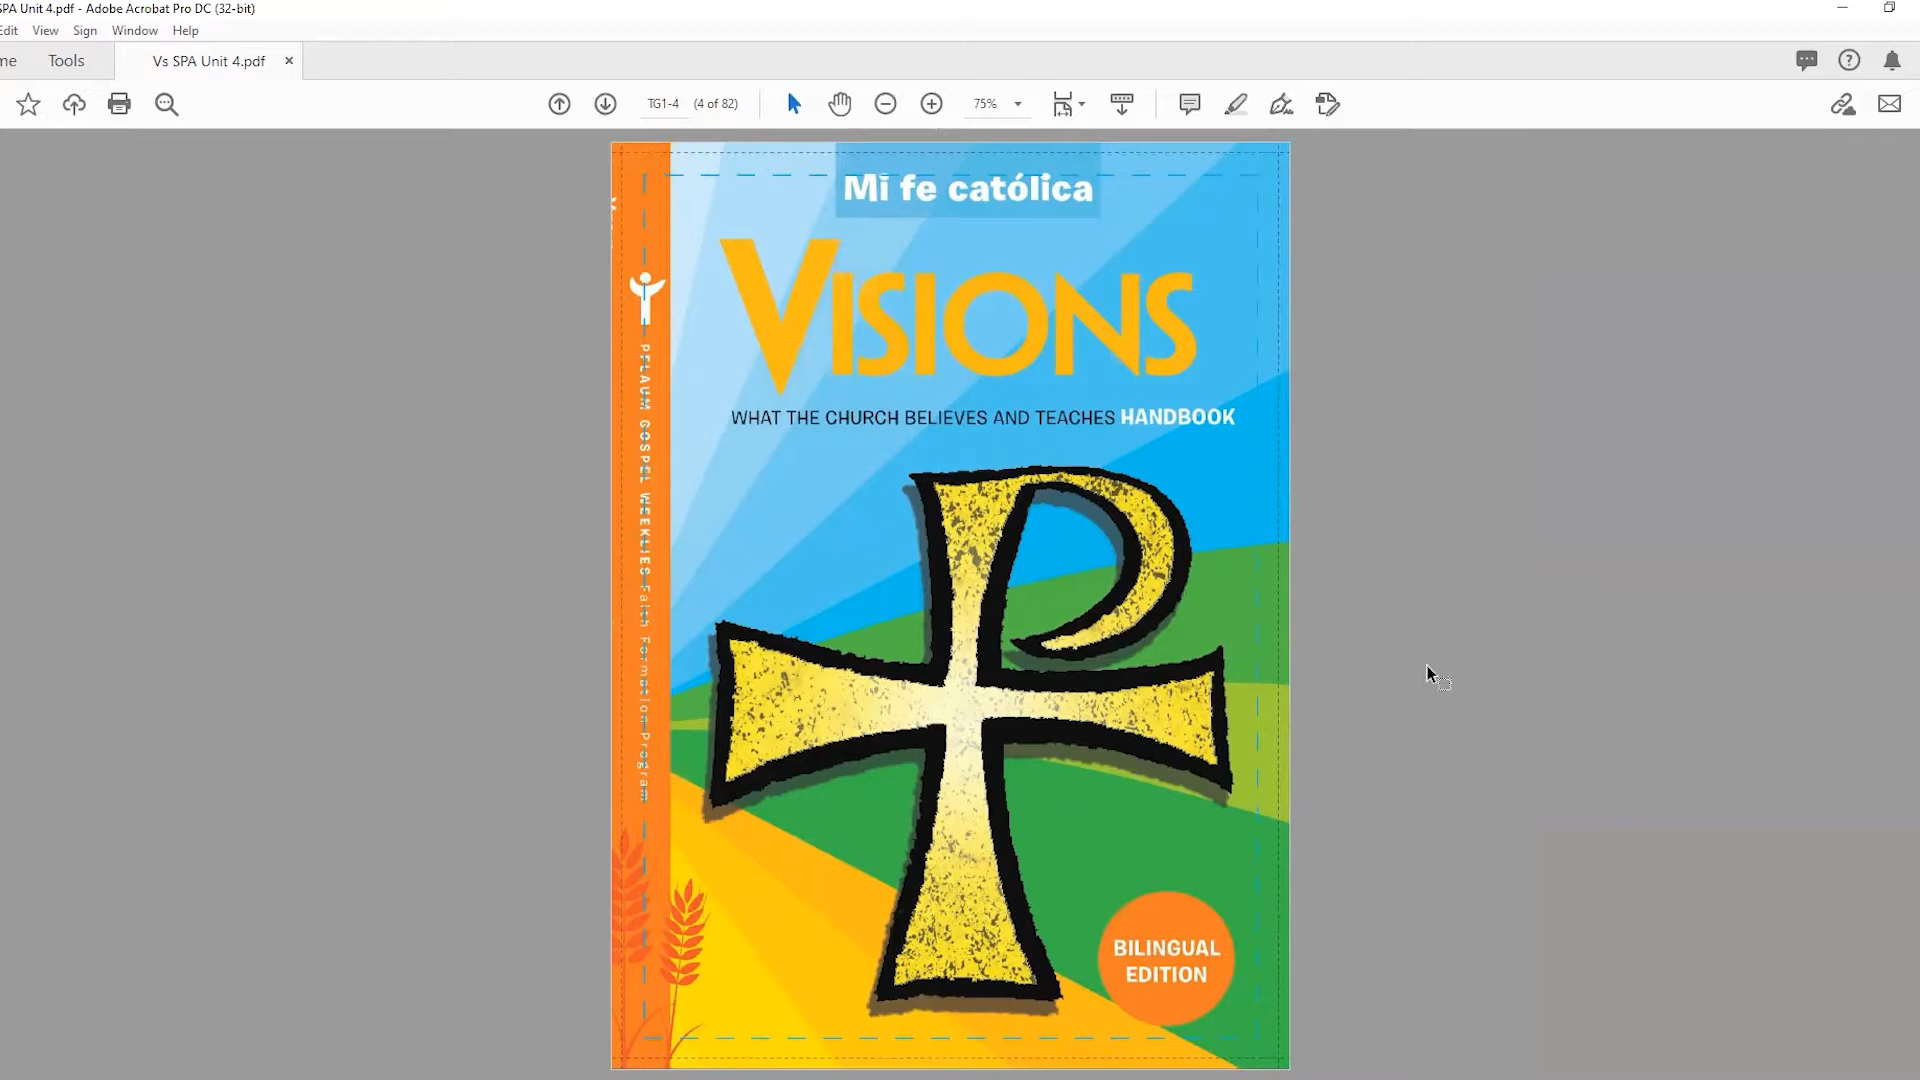 SPA Unit 4.pdf - Adobe Acrobat Pro DC (32-bit)
Edit View Sign Window Help
Tools
Vs SPA Unit 4.pdf ×
TG1-4 (4 of 82)
75%
Mi fe católica
VISIONS
WHAT THE CHURCH BELIEVES AND TEACHES HANDBOOK
PFLAUM GOSPEL WEEKLIES Faith Formation Program
BILINGUAL
EDITION